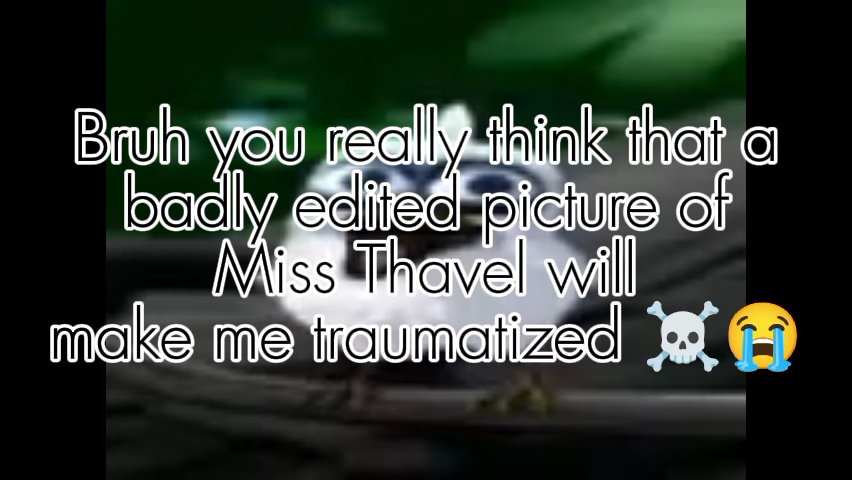 Bruh you really think that a
badly edited picture of
Miss Thavel will
make me traumatized ☠️😭